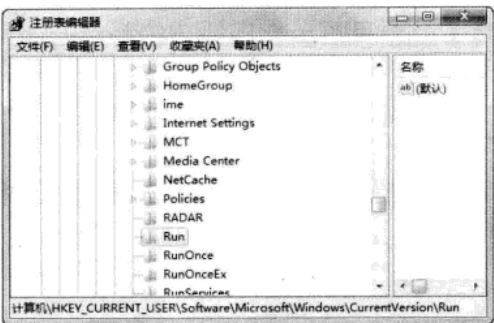 注册表编辑器
文件(F) 编辑(E) 查看(V) 收藏夹(A) 帮助(H)
Group Policy Objects
HomeGroup
ime
Internet Settings
MCT
Media Center
NetCache
Policies
RADAR
Run
RunOnce
RunOnceEx
RunServices
名称
ab (默认)
计算机\HKEY_CURRENT_USER\Software\Microsoft\Windows\CurrentVersion\Run